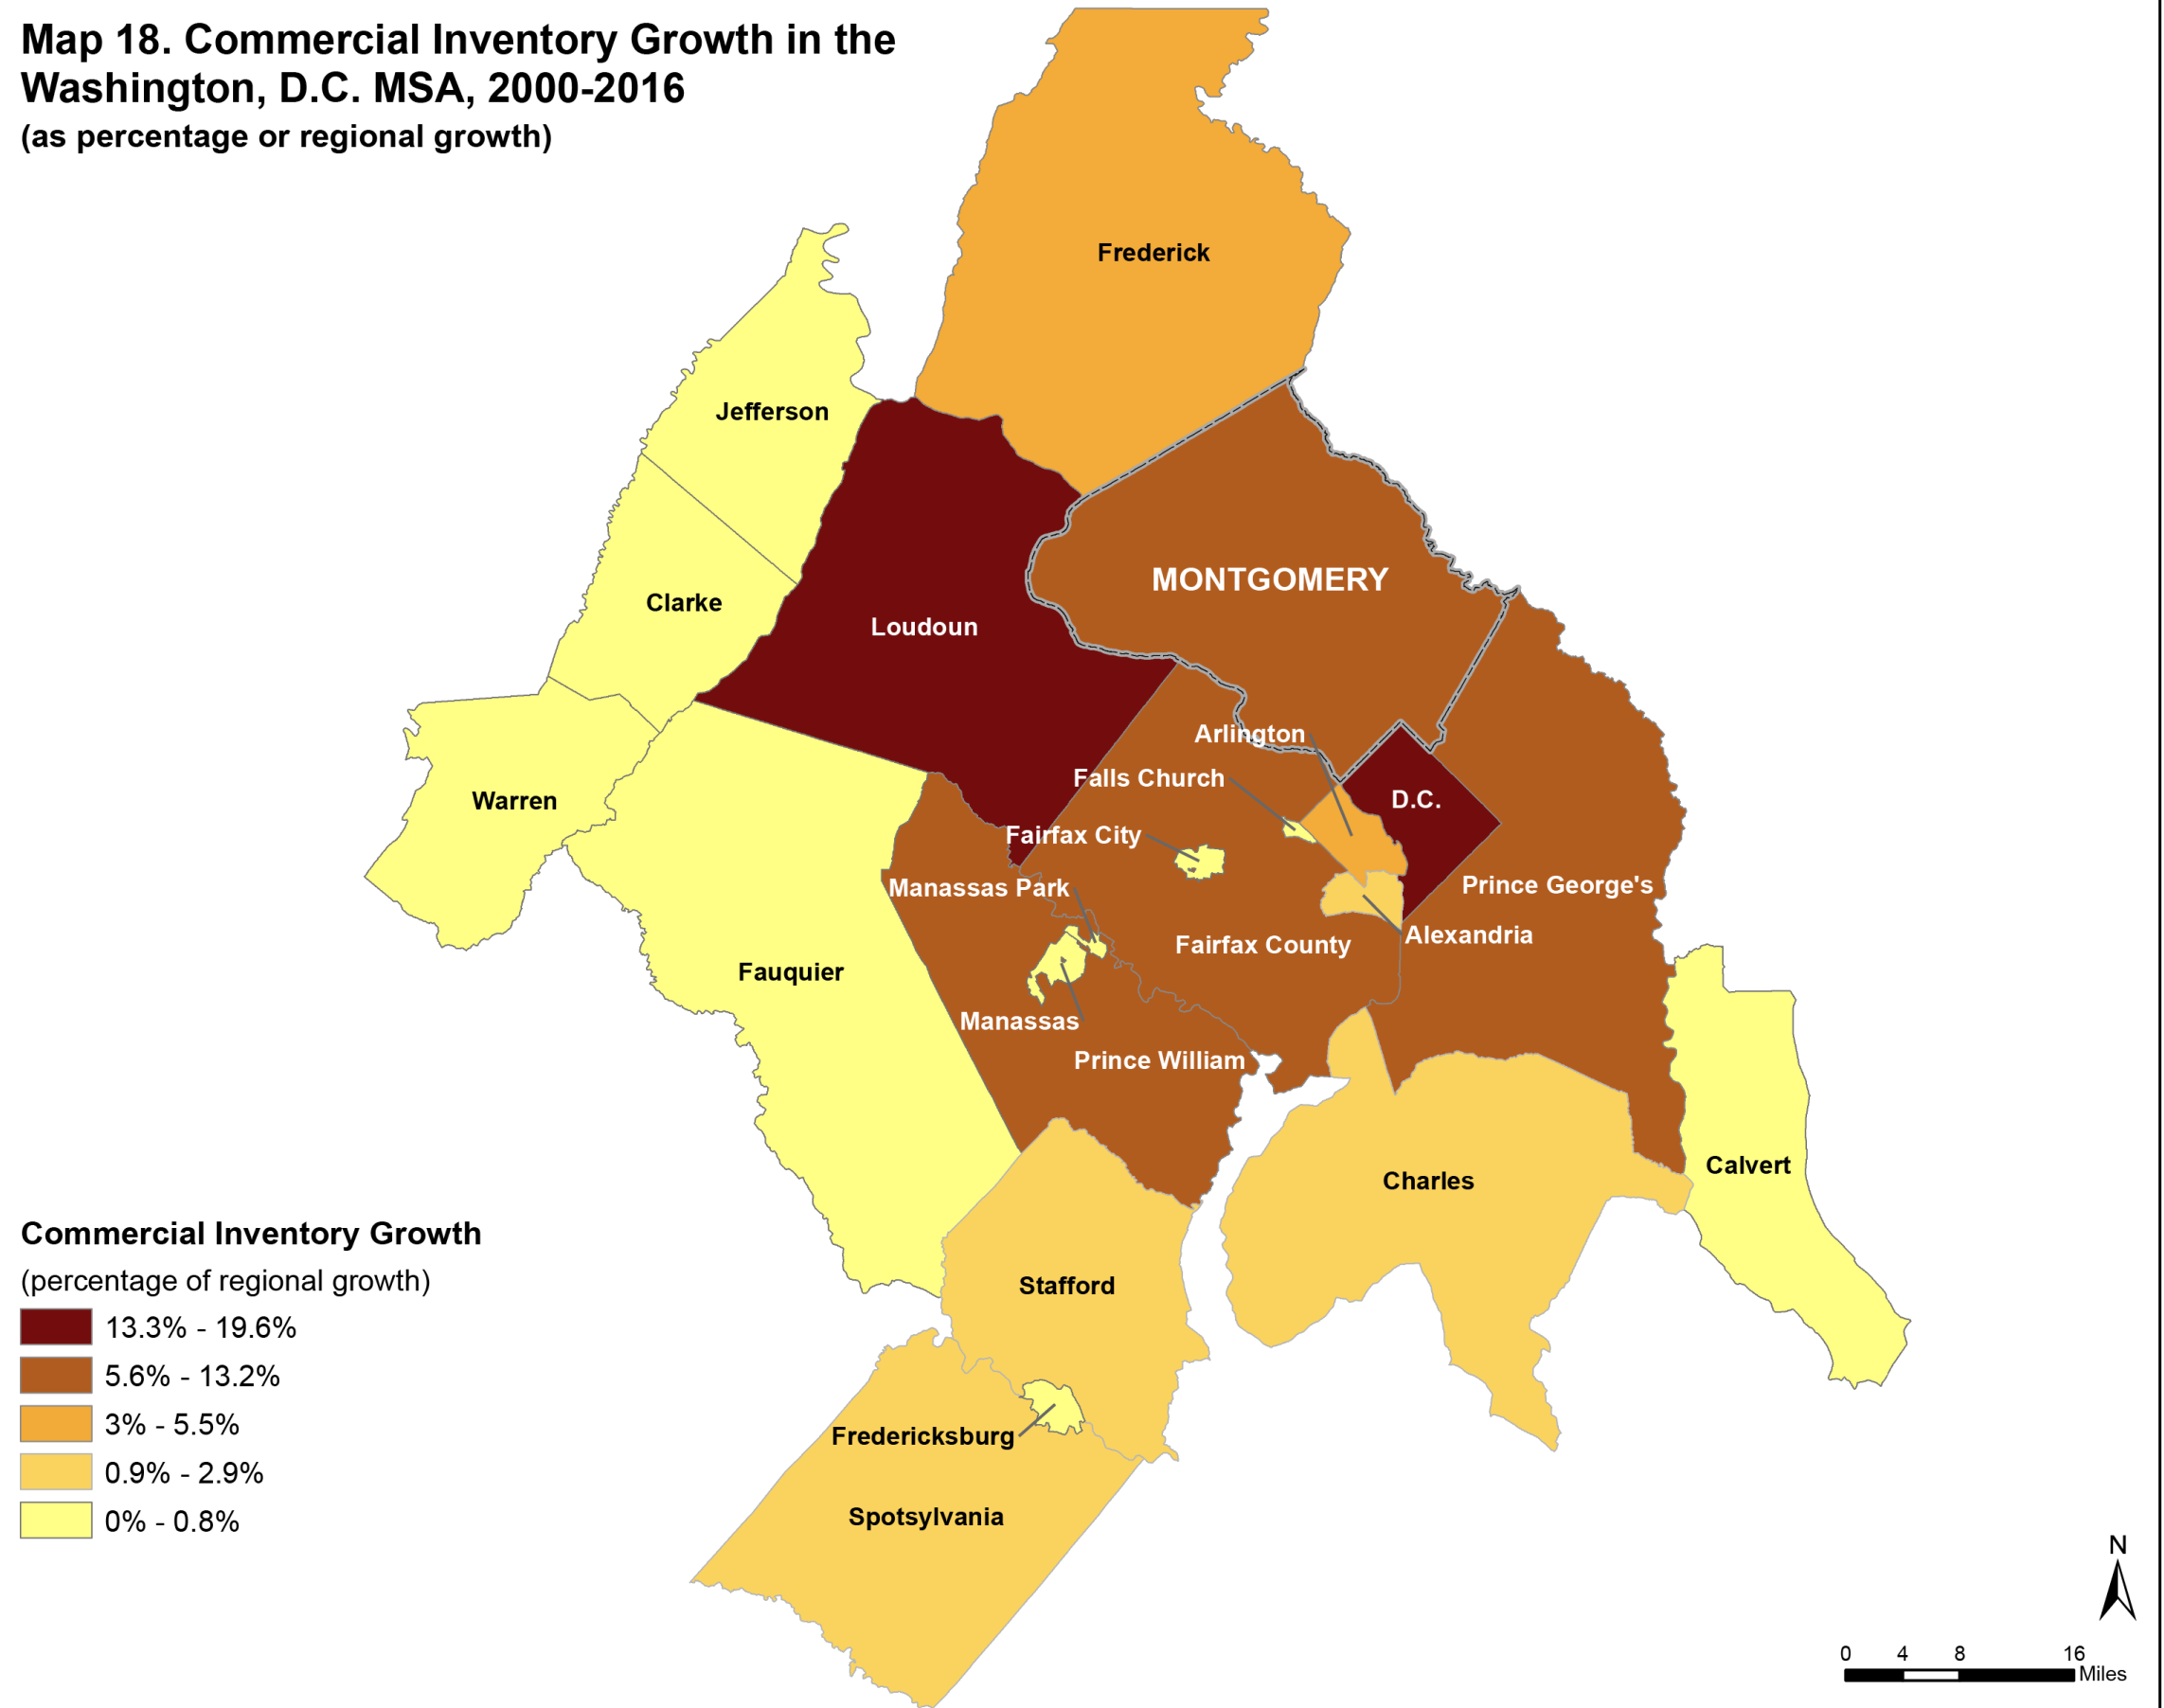 Map 18. Commercial Inventory Growth in the
Washington, D.C. MSA, 2000-2016
(as percentage or regional growth)
Frederick
Jefferson
MONTGOMERY
Clarke
Loudoun
Arlington
Falls Church
D.C.
Warren
Fairfax City
Manassas Park
Prince George's
Alexandria
Fairfax County
Fauquier
Manassas
Prince William
Calvert
Charles
Stafford
Fredericksburg
Spotsylvania
Commercial Inventory Growth
(percentage of regional growth)
13.3% - 19.6%
5.6% - 13.2%
3% - 5.5%
0.9% - 2.9%
0% - 0.8%
N
0 4 8 16
Miles